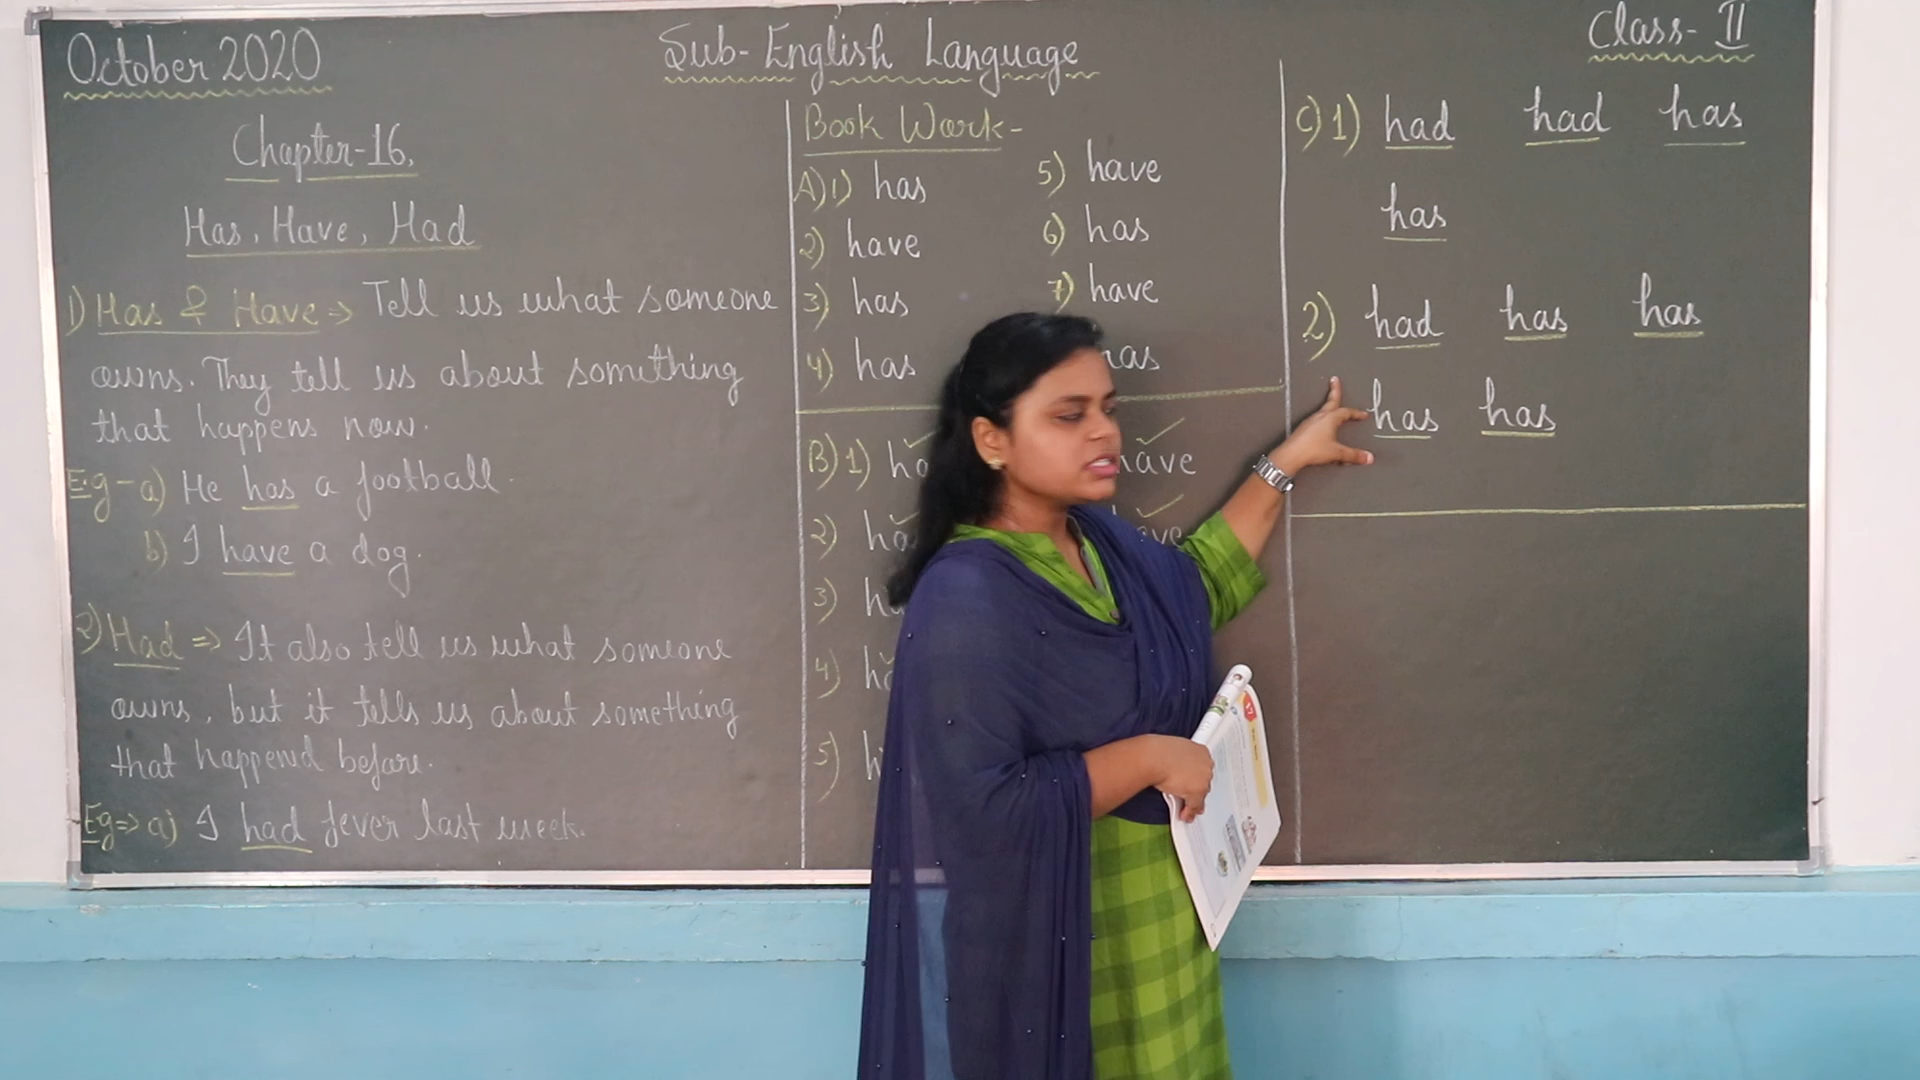 October 2020
Sub- English Language
Class- II
Chapter-16.
Has, Have, Had
1) Has & Have => Tell us what someone
owns. They tell us about something
that happens now.
E.g - a) He has a football.
b) I have a dog.
2) Had => It also tell us what someone
owns, but it tells us about something
that happened before.
Eg => a) I had fever last week.
Book Work-
A) 1) has
2) have
3) has
4) has
5) have
6) has
7) have
has
B) 1)
have
2)
3)
4)
5)
C) 1) had had has
has
2) had has has
has has
17